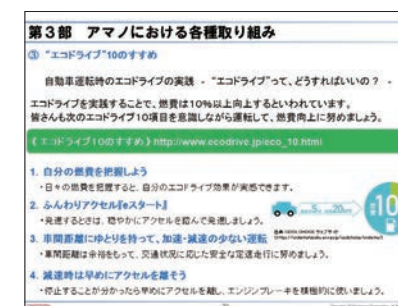 第3部　アマノにおける各種取り組み
③ “エコドライブ”10のすすめ
自動車運転時のエコドライブの実践 - “エコドライブ”って、どうすればいいの？ -
エコドライブを実践することで、燃費は10%以上向上するといわれています。
皆さんも次のエコドライブ10項目を意識しながら運転して、燃費向上に努めましょう。
《エコドライブ10のすすめ》http://www.ecodrive.jp/eco_10.html
1. 自分の燃費を把握しよう
・日々の燃費を把握すると、自分のエコドライブ効果が実感できます。
2. ふんわりアクセル『eスタート』
・発進するときは、穏やかにアクセルを踏んで発進しましょう。
5秒 20km
10
3. 車間距離にゆとりを持って、加速・減速の少ない運転
・車間距離は余裕をもって、交通状況に応じた安全な定速走行に努めましょう。
4. 減速時は早めにアクセルを離そう
・停止することが分かったら早めにアクセルを離し、エンジンブレーキを積極的に使いましょう。